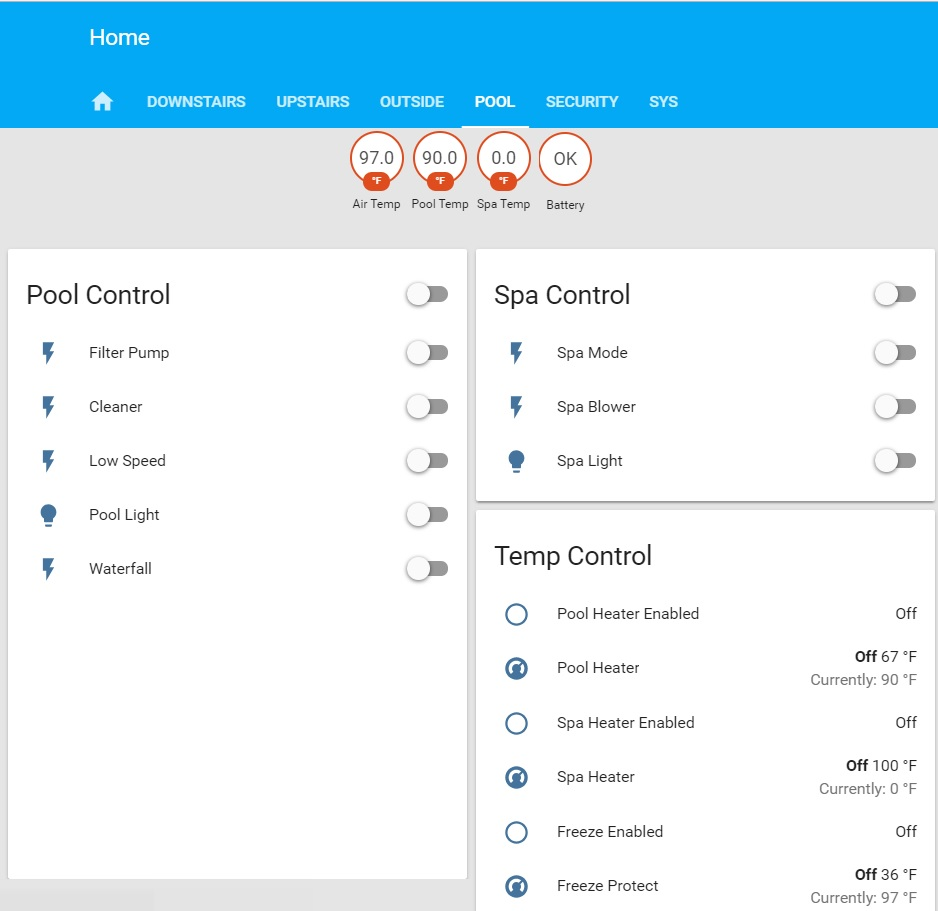 Home
DOWNSTAIRS UPSTAIRS OUTSIDE POOL SECURITY SYS
97.0 90.0 0.0 OK
°F °F °F
Air Temp Pool Temp Spa Temp Battery
Pool Control
Filter Pump
Cleaner
Low Speed
Pool Light
Waterfall
Spa Control
Spa Mode
Spa Blower
Spa Light
Temp Control
Pool Heater Enabled Off
Pool Heater Off 67 °F
Currently: 90 °F
Spa Heater Enabled Off
Spa Heater Off 100 °F
Currently: 0 °F
Freeze Enabled Off
Freeze Protect Off 36 °F
Currently: 97 °F